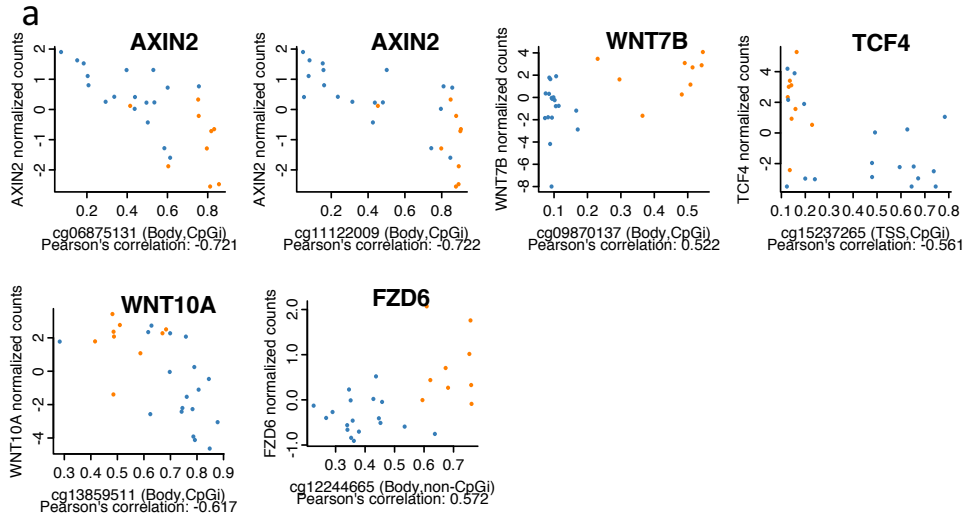 a
AXIN2
AXIN2 normalized counts
2
1
0
-1
-2
0.2 0.4 0.6 0.8
cg06875131 (Body,CpGi)
Pearson's correlation: -0.721
AXIN2
AXIN2 normalized counts
2
1
0
-1
-2
0.2 0.4 0.6 0.8
cg11122009 (Body,CpGi)
Pearson's correlation: -0.722
WNT7B
WNT7B normalized counts
4
2
0
-2
-4
-6
-8
0.1 0.2 0.3 0.4 0.5
cg09870137 (Body,CpGi)
Pearson's correlation: 0.522
TCF4
TCF4 normalized counts
4
2
0
-2
0.1 0.2 0.3 0.4 0.5 0.6 0.7 0.8
cg15237265 (TSS,CpGi)
Pearson's correlation: -0.561
WNT10A
WNT10A normalized counts
2
0
-2
-4
0.3 0.4 0.5 0.6 0.7 0.8 0.9
cg13859511 (Body,CpGi)
Pearson's correlation: -0.617
FZD6
FZD6 normalized counts
2.0
1.0
0.0
-1.0
0.3 0.4 0.5 0.6 0.7
cg12244665 (Body,non-CpGi)
Pearson's correlation: 0.572